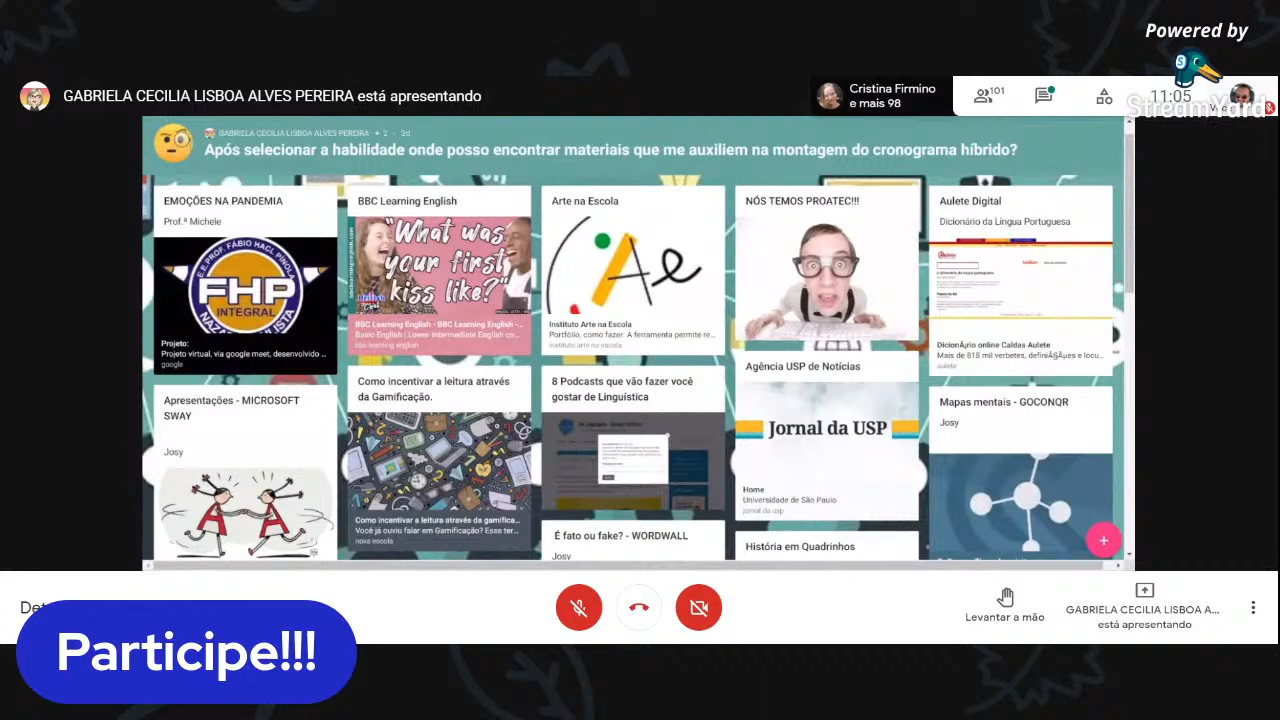 Powered by
StreamYard
GABRIELA CECILIA LISBOA ALVES PEREIRA está apresentando
Cristina Firmino
e mais 98
101
11:05
GABRIELA CECILIA LISBOA ALVES PEREIRA + 2 · 2d
Após selecionar a habilidade onde posso encontrar materiais que me auxiliem na montagem do cronograma híbrido?
EMOÇÕES NA PANDEMIA
Prof.ª Michele
INTEGRAL
Projeto:
Projeto virtual, via google meet, desenvolvido ...
google
Apresentações - MICROSOFT
SWAY
Josy
BBC Learning English
"What was
your first
kiss like?"
BBC Learning English - BBC Learning English -...
Basic English | Lower-Intermediate English co...
bbc learning english
Como incentivar a leitura através
da Gamificação.
Como incentivar a leitura através da gamifica...
Você já ouviu falar em Gamificação? Esse ter...
nova escola
Arte na Escola
Ae
Instituto Arte na Escola
Portfólio, como fazer: A ferramenta permite re...
instituto arte na escola
8 Podcasts que vão fazer você
gostar de Linguística
É fato ou fake? - WORDWALL
Josy
NÓS TEMOS PROATEC!!!
Agência USP de Notícias
Jornal da USP
Home
Universidade de São Paulo
jornal da usp
História em Quadrinhos
Aulete Digital
Dicionário da Língua Portuguesa
DicionÃ¡rio online Caldas Aulete
Mais de 818 mil verbetes, definiÃ§Ãµes e locu...
aulete
Mapas mentais - GOCONQR
Josy
+
Det
Levantar a mão
GABRIELA CECILIA LISBOA A...
está apresentando
Participe!!!